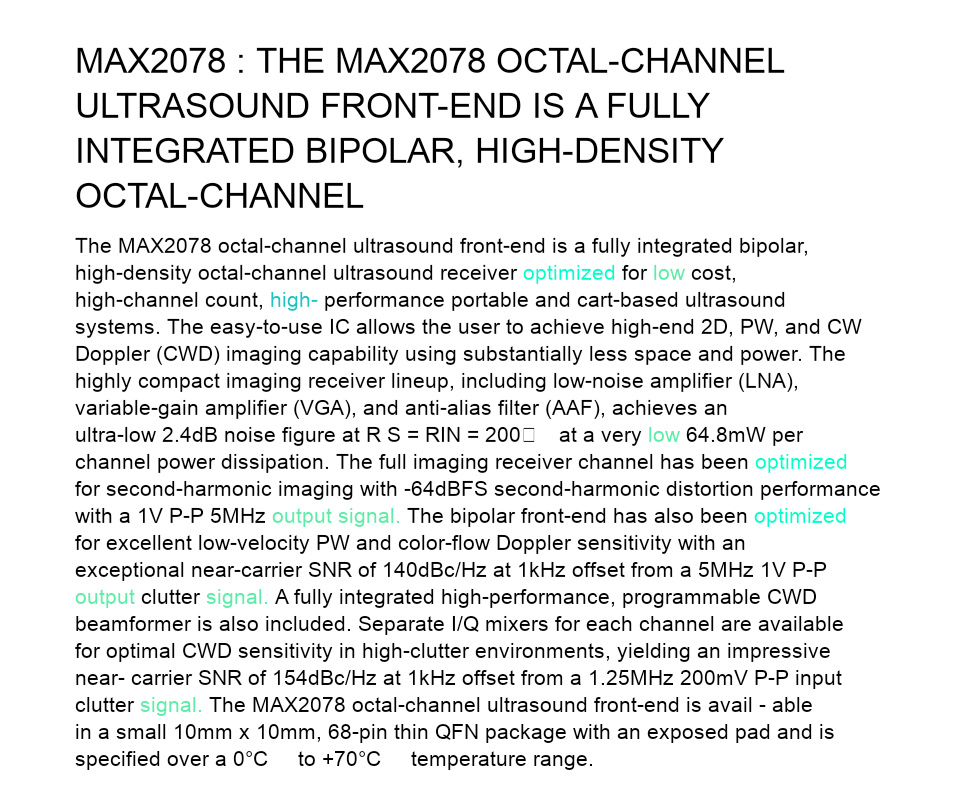 MAX2078 : THE MAX2078 OCTAL-CHANNEL
ULTRASOUND FRONT-END IS A FULLY
INTEGRATED BIPOLAR, HIGH-DENSITY
OCTAL-CHANNEL
The MAX2078 octal-channel ultrasound front-end is a fully integrated bipolar,
high-density octal-channel ultrasound receiver optimized for low cost,
high-channel count, high- performance portable and cart-based ultrasound
systems. The easy-to-use IC allows the user to achieve high-end 2D, PW, and CW
Doppler (CWD) imaging capability using substantially less space and power. The
highly compact imaging receiver lineup, including low-noise amplifier (LNA),
variable-gain amplifier (VGA), and anti-alias filter (AAF), achieves an
ultra-low 2.4dB noise figure at R S = RIN = 200□ at a very low 64.8mW per
channel power dissipation. The full imaging receiver channel has been optimized
for second-harmonic imaging with -64dBFS second-harmonic distortion performance
with a 1V P-P 5MHz output signal. The bipolar front-end has also been optimized
for excellent low-velocity PW and color-flow Doppler sensitivity with an
exceptional near-carrier SNR of 140dBc/Hz at 1kHz offset from a 5MHz 1V P-P
output clutter signal. A fully integrated high-performance, programmable CWD
beamformer is also included. Separate I/Q mixers for each channel are available
for optimal CWD sensitivity in high-clutter environments, yielding an impressive
near- carrier SNR of 154dBc/Hz at 1kHz offset from a 1.25MHz 200mV P-P input
clutter signal. The MAX2078 octal-channel ultrasound front-end is avail - able
in a small 10mm x 10mm, 68-pin thin QFN package with an exposed pad and is
specified over a 0°C to +70°C temperature range.